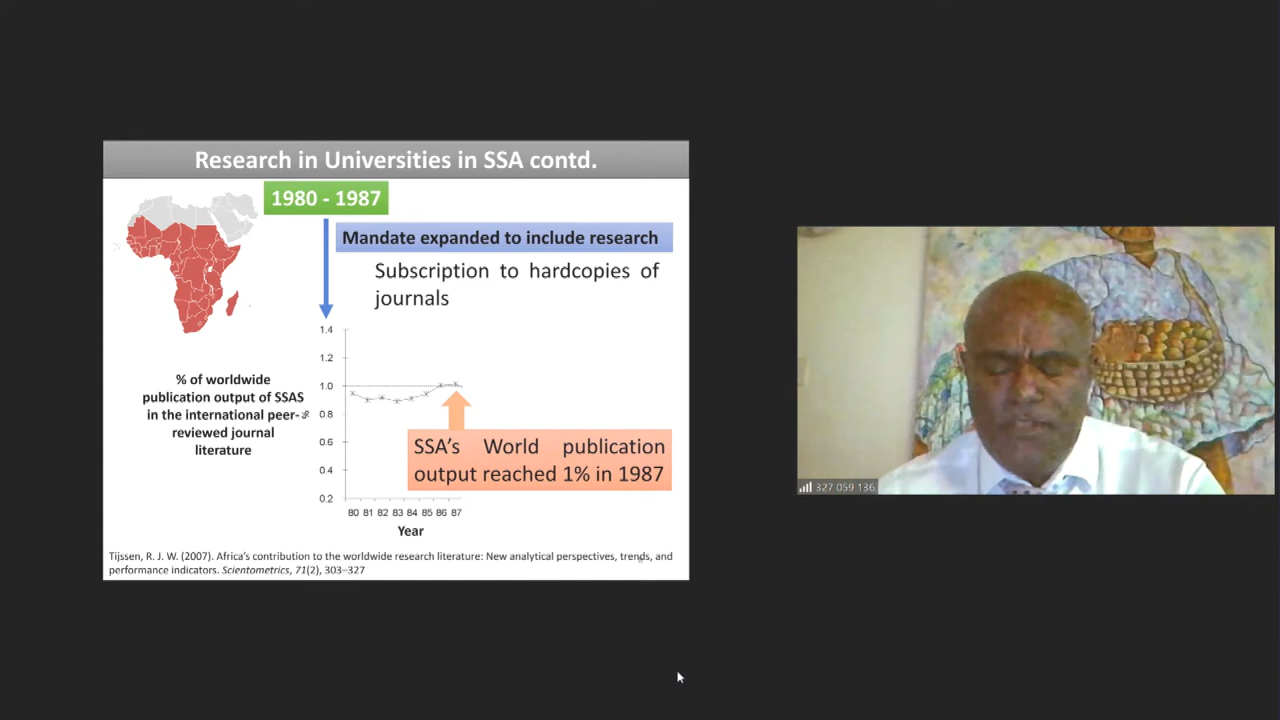 Research in Universities in SSA contd.
1980 - 1987
Mandate expanded to include research
Subscription to hardcopies of
journals
% of worldwide
publication output of SSAS
in the international peer-
reviewed journal
literature
%
1.4
1.2
1.0
0.8
0.6
0.4
0.2
80 81 82 83 84 85 86 87
Year
SSA's World publication
output reached 1% in 1987
Tijssen, R. J. W. (2007). Africa's contribution to the worldwide research literature: New analytical perspectives, trends, and
performance indicators. Scientometrics, 71(2), 303–327
327 059 136